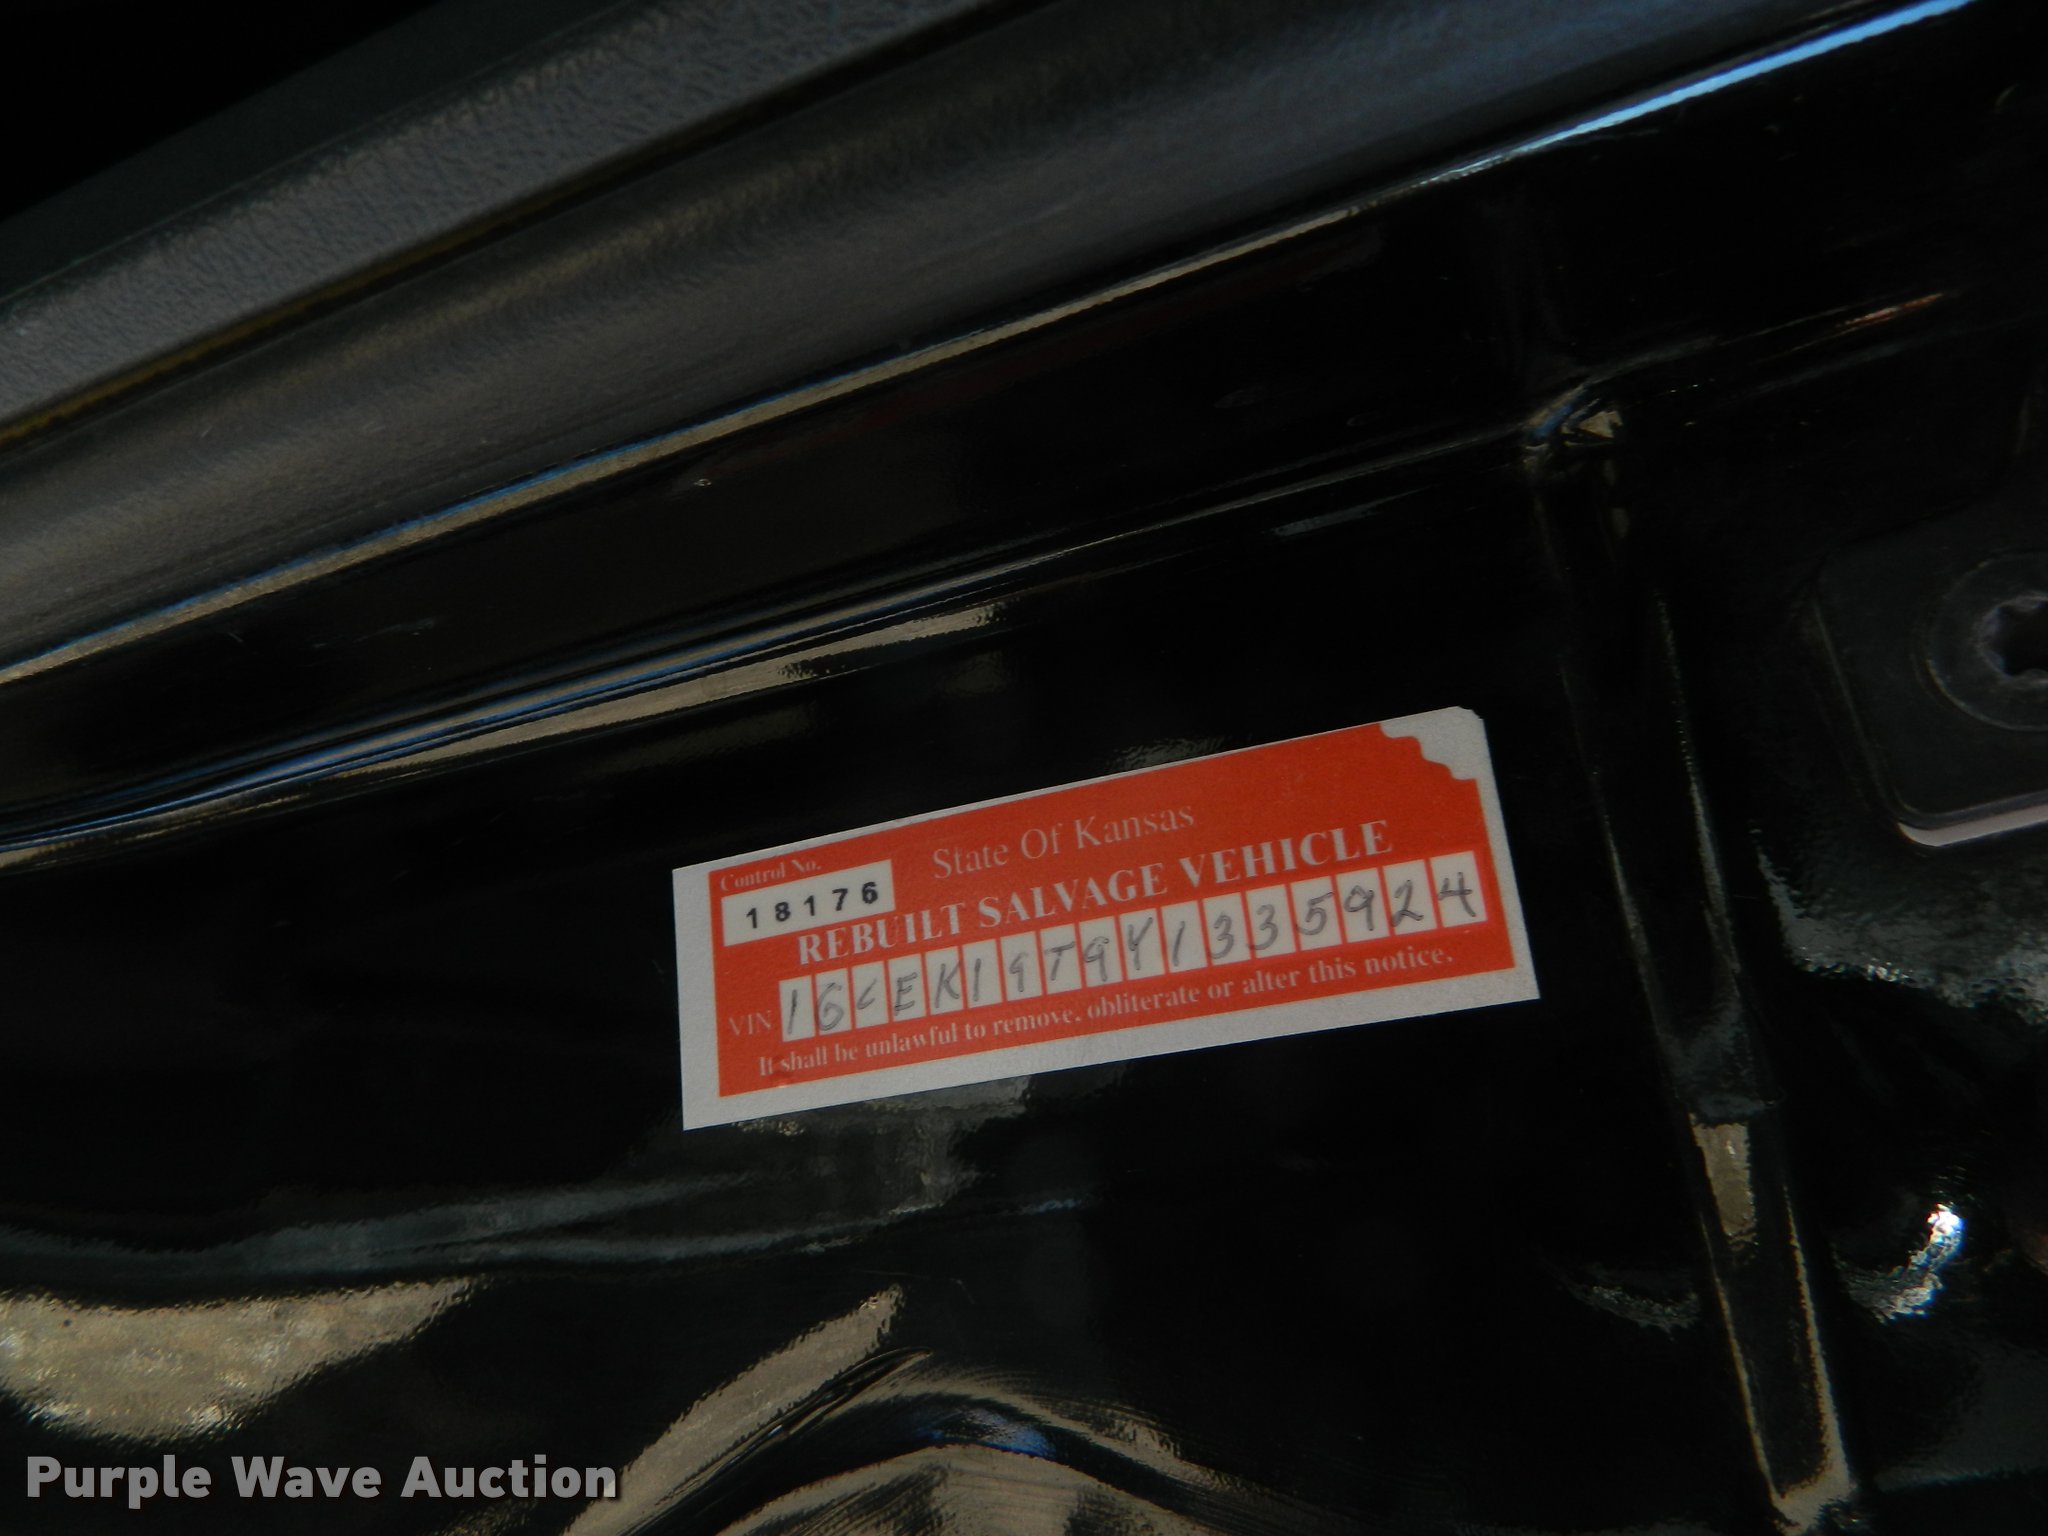 Control No.
18176
State Of Kansas
REBUILT SALVAGE VEHICLE
VIN 1GCEK19T9Y1335924
It shall be unlawful to remove, obliterate or alter this notice.
Purple Wave Auction